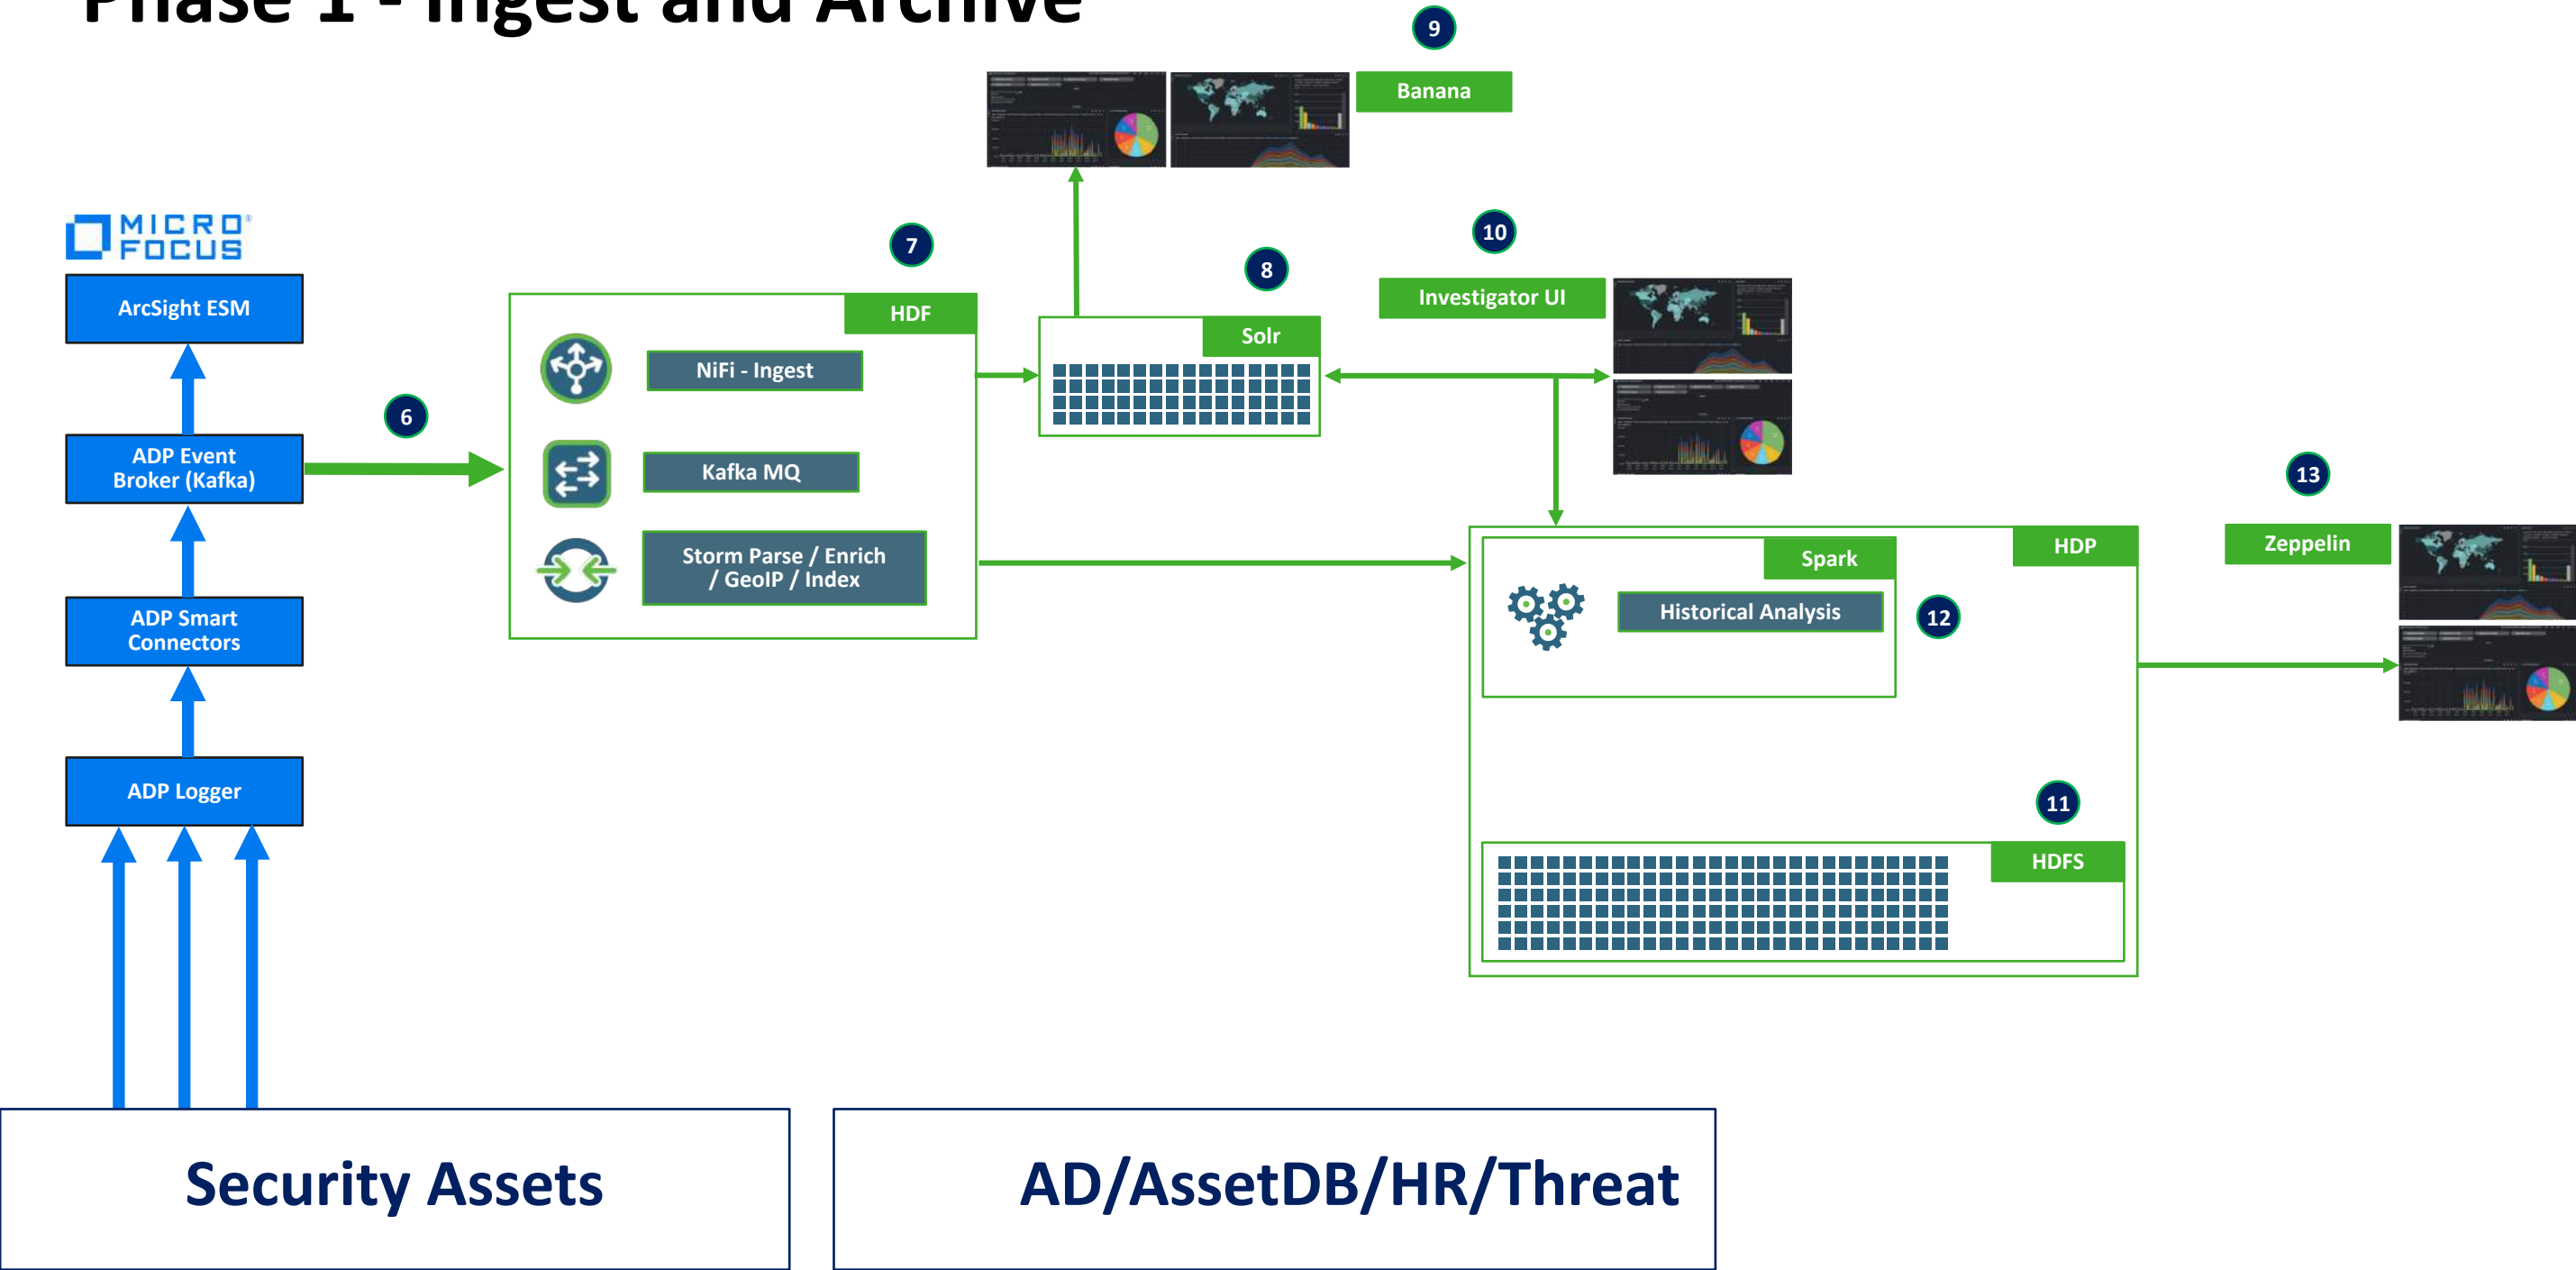 Phase 1 - Ingest and Archive
9
Banana
MICRO
FOCUS
7
10
8
ArcSight ESM
HDF
Investigator UI
Solr
NiFi - Ingest
6
ADP Event
Broker (Kafka)
Kafka MQ
13
Storm Parse / Enrich
/ GeoIP / Index
Spark
HDP
Zeppelin
Historical Analysis
12
ADP Smart
Connectors
ADP Logger
11
HDFS
Security Assets
AD/AssetDB/HR/Threat